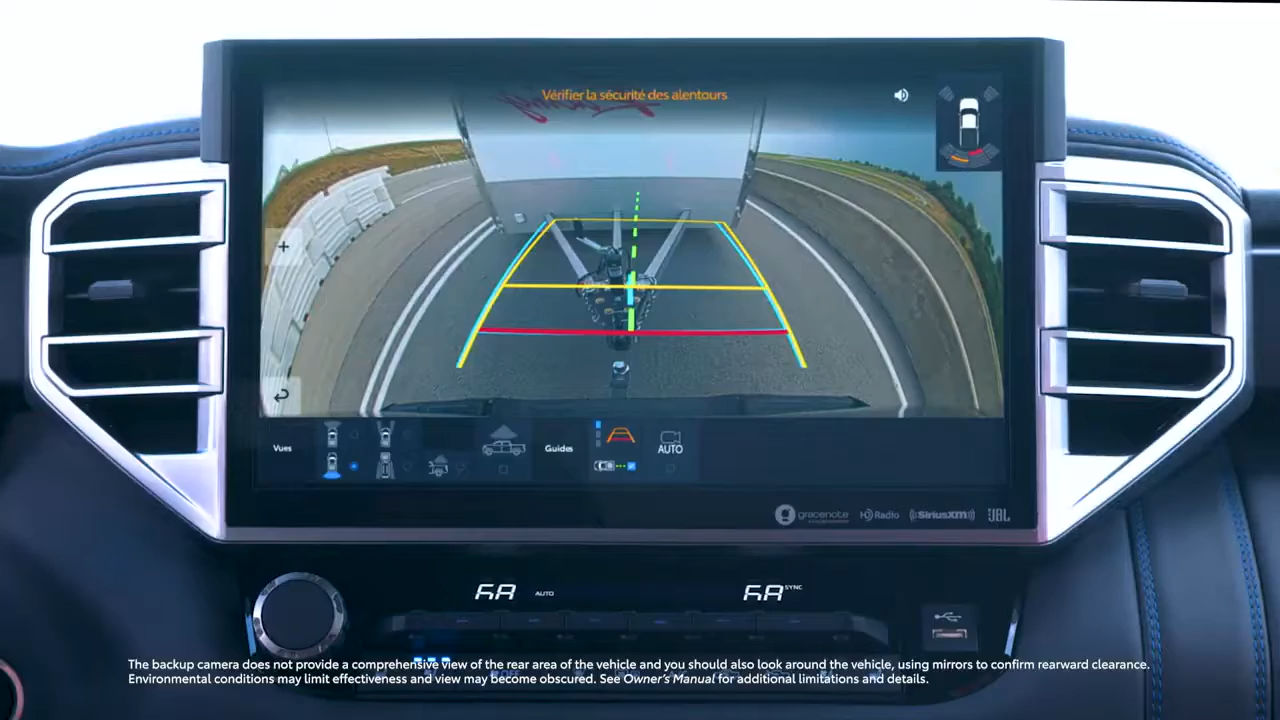 Vérifier la sécurité des alentours
Vues
Guides
AUTO
gracenote
HD Radio
((SiriusXM))
JBL
68
AUTO
68
SYNC
The backup camera does not provide a comprehensive view of the rear area of the vehicle and you should also look around the vehicle, using mirrors to confirm rearward clearance.
Environmental conditions may limit effectiveness and view may become obscured. See Owner's Manual for additional limitations and details.